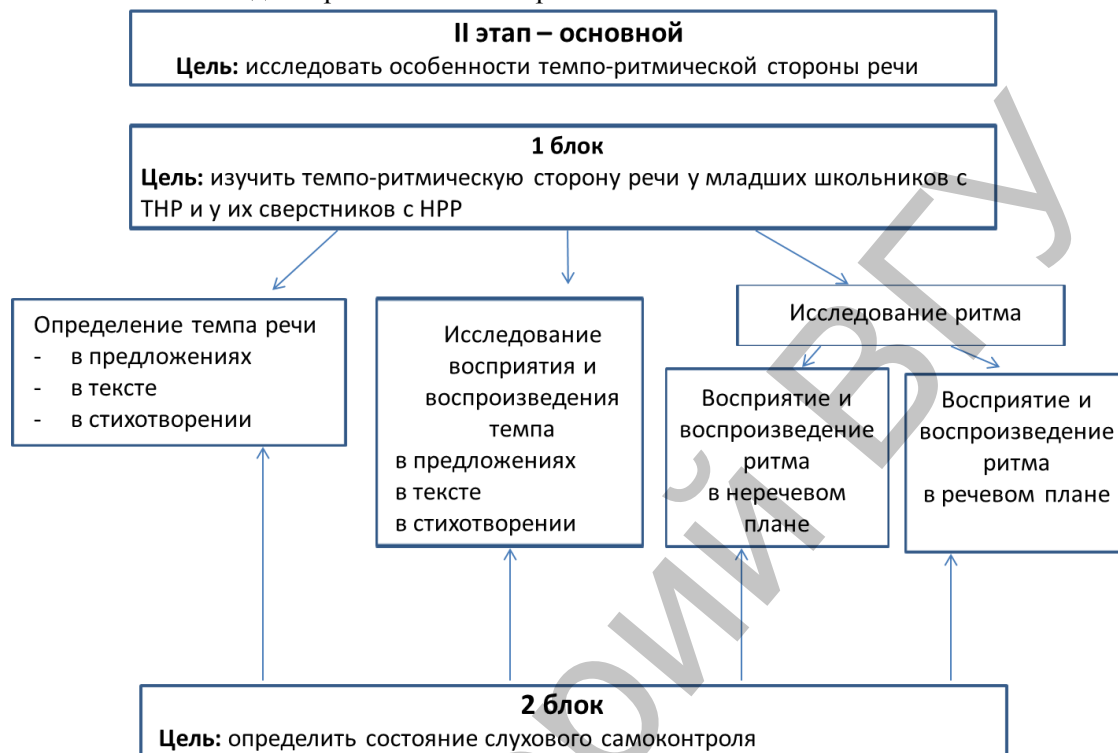 II этап – основной
Цель: исследовать особенности темпо-ритмической стороны речи
1 блок
Цель: изучить темпо-ритмическую сторону речи у младших школьников с
ТНР и у их сверстников с НРР
Определение темпа речи
- в предложениях
- в тексте
- в стихотворении
Исследование
восприятия и
воспроизведения
темпа
в предложениях
в тексте
в стихотворении
Исследование ритма
Восприятие и
воспроизведение
ритма
в неречевом
плане
Восприятие и
воспроизведение
ритма
в речевом плане
2 блок
Цель: определить состояние слухового самоконтроля
ВГУ